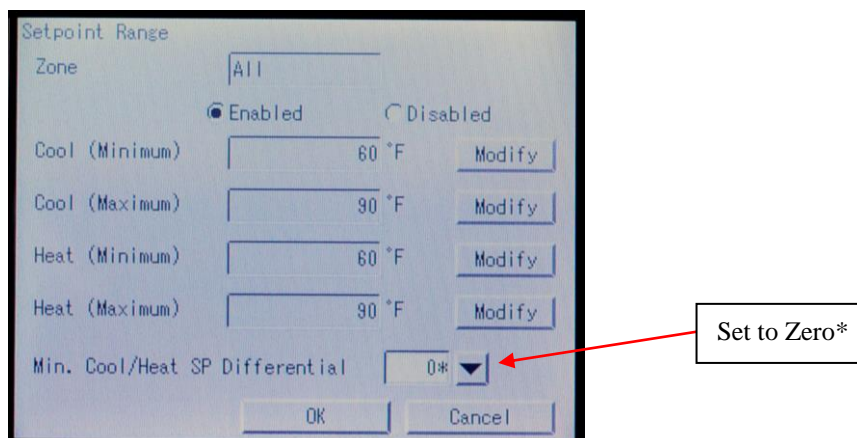 Setpoint Range
Zone All
Enabled Disabled
Cool (Minimum) 60 °F Modify
Cool (Maximum) 90 °F Modify
Heat (Minimum) 60 °F Modify
Heat (Maximum) 90 °F Modify
Min. Cool/Heat SP Differential 0*
Set to Zero*
OK Cancel